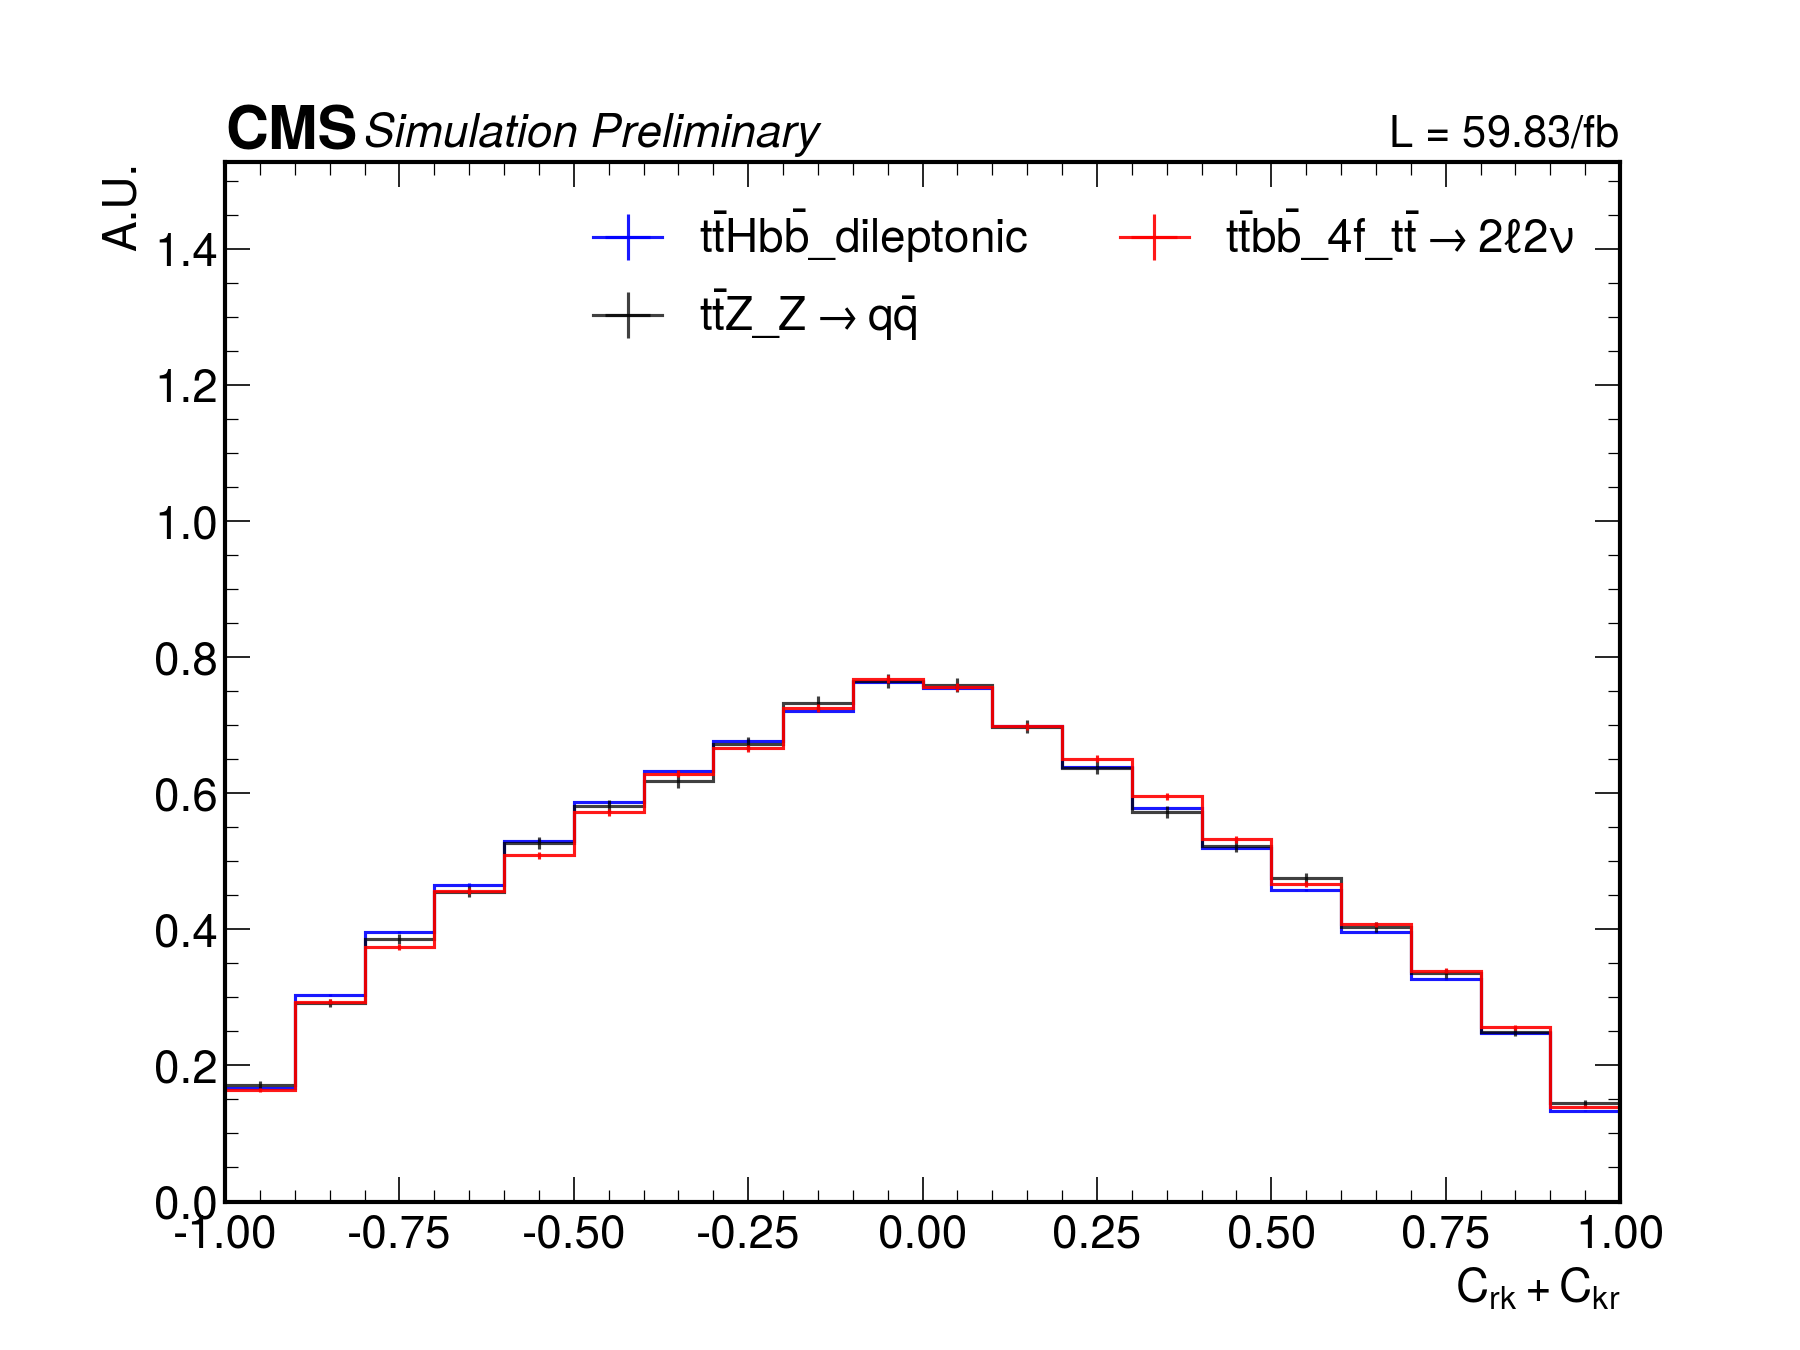 CMS Simulation Preliminary L = 59.83/fb
A.U.
tt̄Hbb̄_dileptonic tt̄bb̄_4f_tt̄ → 2ℓ2ν
tt̄Z_Z → qq̄
1.4
1.2
1.0
0.8
0.6
0.4
0.2
0.0
-1.00 -0.75 -0.50 -0.25 0.00 0.25 0.50 0.75 1.00
C_rk + C_kr